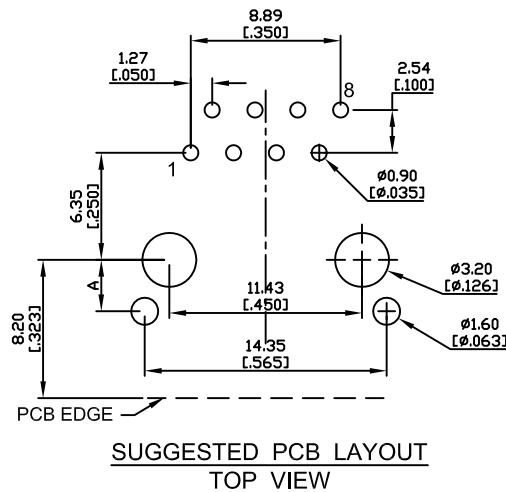 8.89
[.350]
1.27
[.050]
2.54
[.100]
8
1
ø0.90
[ø.035]
6.35
[.250]
ø3.20
[ø.126]
11.43
[.450]
A
8.20
[.323]
ø1.60
[ø.063]
14.35
[.565]
PCB EDGE
SUGGESTED PCB LAYOUT
TOP VIEW